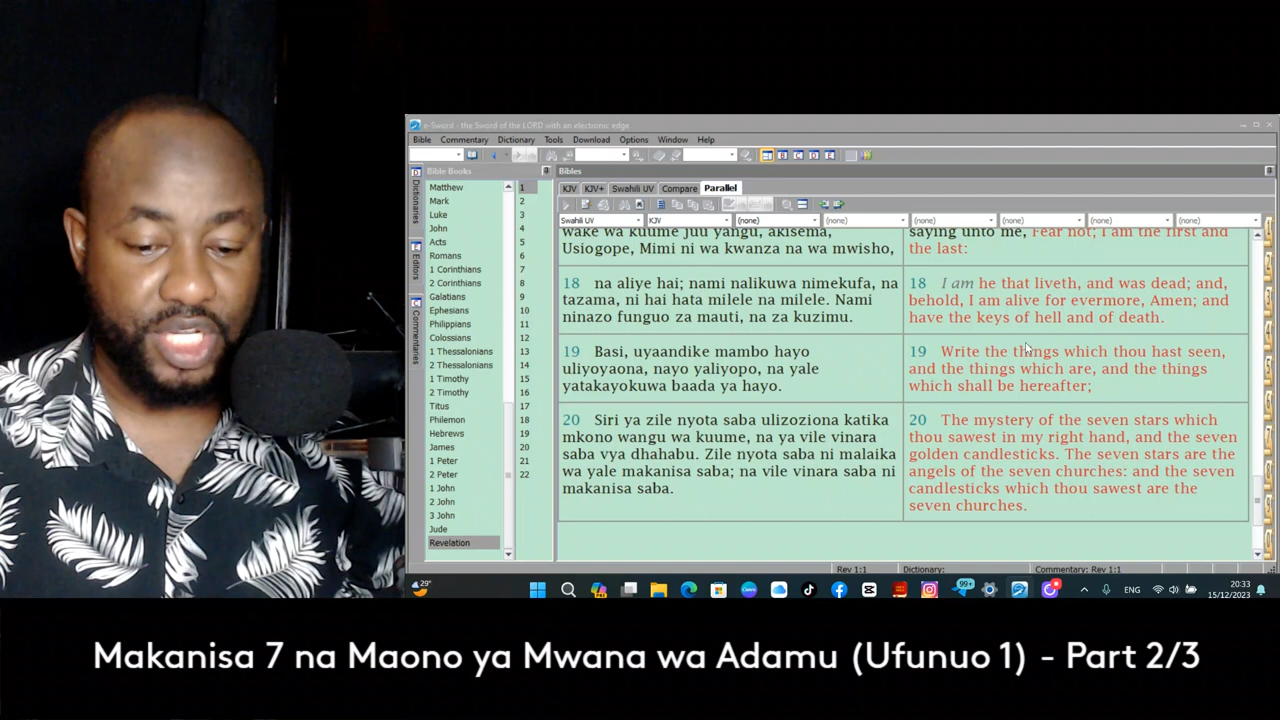 e-Sword - the Sword of the LORD with an electronic edge
Bible Commentary Dictionary Tools Download Options Window Help
Bible Books
Bibles
KJV KJV+ Swahili UV Compare Parallel
Swahili UV KJV (none) (none) (none) (none) (none) (none)
Dictionaries
Editors
Commentaries
Matthew
Mark
Luke
John
Acts
Romans
1 Corinthians
2 Corinthians
Galatians
Ephesians
Philippians
Colossians
1 Thessalonians
2 Thessalonians
1 Timothy
2 Timothy
Titus
Philemon
Hebrews
James
1 Peter
2 Peter
1 John
2 John
3 John
Jude
Revelation
1
2
3
4
5
6
7
8
9
10
11
12
13
14
15
16
17
18
19
20
21
22
wake wa kuume juu yangu, akisema,
Usiogope, Mimi ni wa kwanza na wa mwisho,
18 na aliye hai; nami nalikuwa nimekufa, na
tazama, ni hai hata milele na milele. Nami
ninazo funguo za mauti, na za kuzimu.
19 Basi, uyaandike mambo hayo
uliyoyaona, nayo yaliyopo, na yale
yatakayokuwa baada ya hayo.
20 Siri ya zile nyota saba ulizoziona katika
mkono wangu wa kuume, na ya vile vinara
saba vya dhahabu. Zile nyota saba ni malaika
wa yale makanisa saba; na vile vinara saba ni
makanisa saba.
saying unto me, Fear not; I am the first and
the last:
18 I am he that liveth, and was dead; and,
behold, I am alive for evermore, Amen; and
have the keys of hell and of death.
19 Write the things which thou hast seen,
and the things which are, and the things
which shall be hereafter;
20 The mystery of the seven stars which
thou sawest in my right hand, and the seven
golden candlesticks. The seven stars are the
angels of the seven churches: and the seven
candlesticks which thou sawest are the
seven churches.
Rev 1:1 Dictionary: Commentary: Rev 1:1
29°
99+
ENG
20:33
15/12/2023
Makanisa 7 na Maono ya Mwana wa Adamu (Ufunuo 1) - Part 2/3